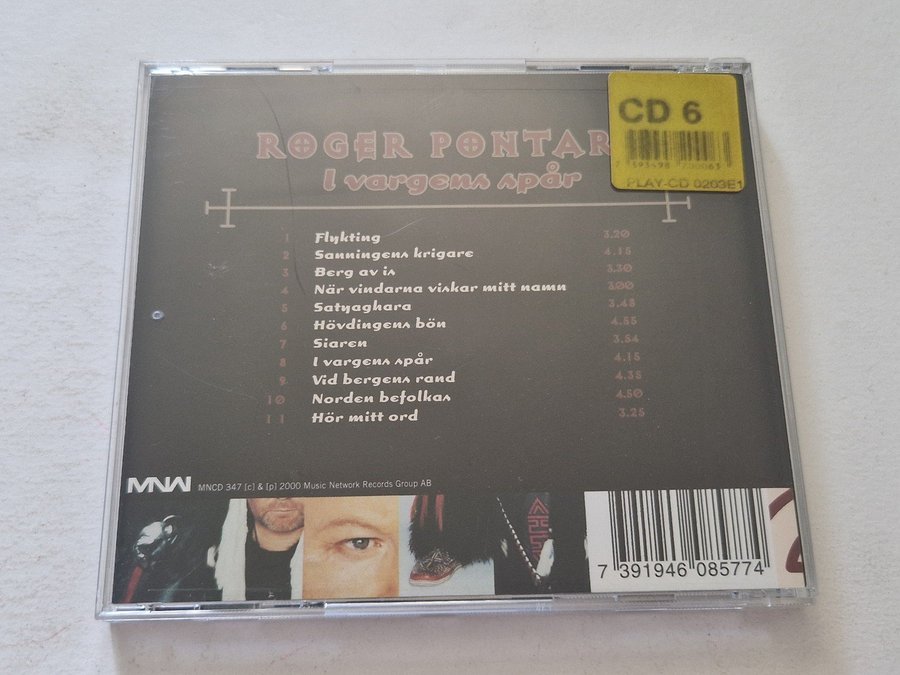 CD 6
PLAY-CD 0203E1
ROGER PONTAR
I vargens spår
1 Flykting 3.20
2 Sanningens krigare 4.15
3 Berg av is 3.30
4 När vindarna viskar mitt namn 3.00
5 Satyaghara 3.48
6 Hövdingens bön 4.55
7 Siaren 3.54
8 I vargens spår 4.15
9 Vid bergens rand 4.35
10 Norden befolkas 4.50
11 Hör mitt ord 3.25
MNW MNCD 347 [c] & [p] 2000 Music Network Records Group AB
7 391946 085774